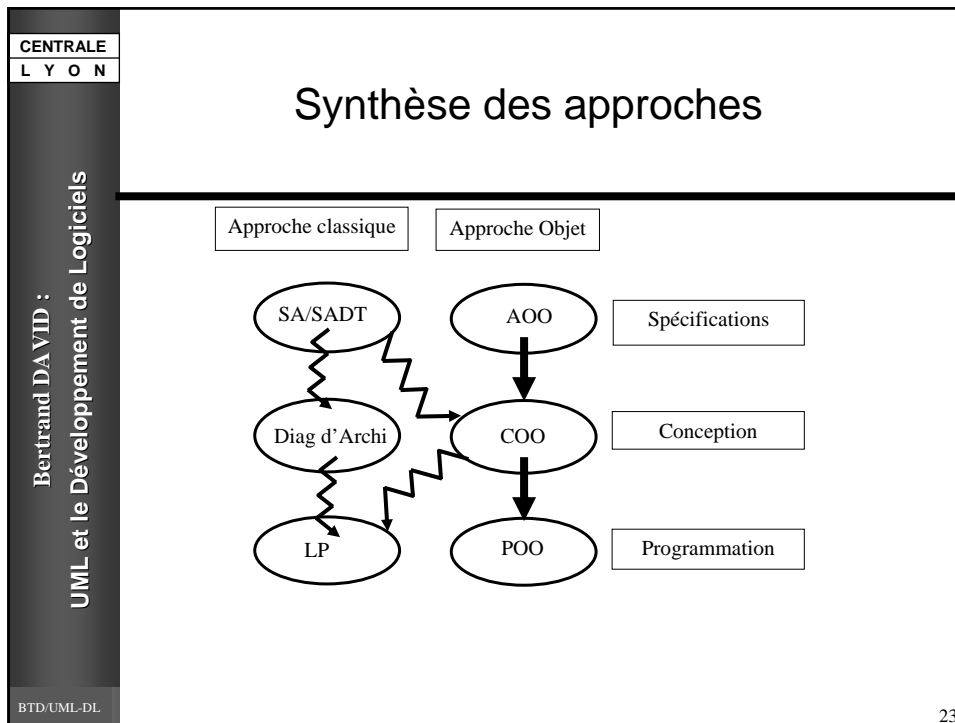 CENTRALE
L Y O N
Bertrand DAVID :
UML et le Développement de Logiciels
BTD/UML-DL
Synthèse des approches
Approche classique
Approche Objet
SA/SADT
AOO
Spécifications
Diag d'Archi
COO
Conception
LP
POO
Programmation
23